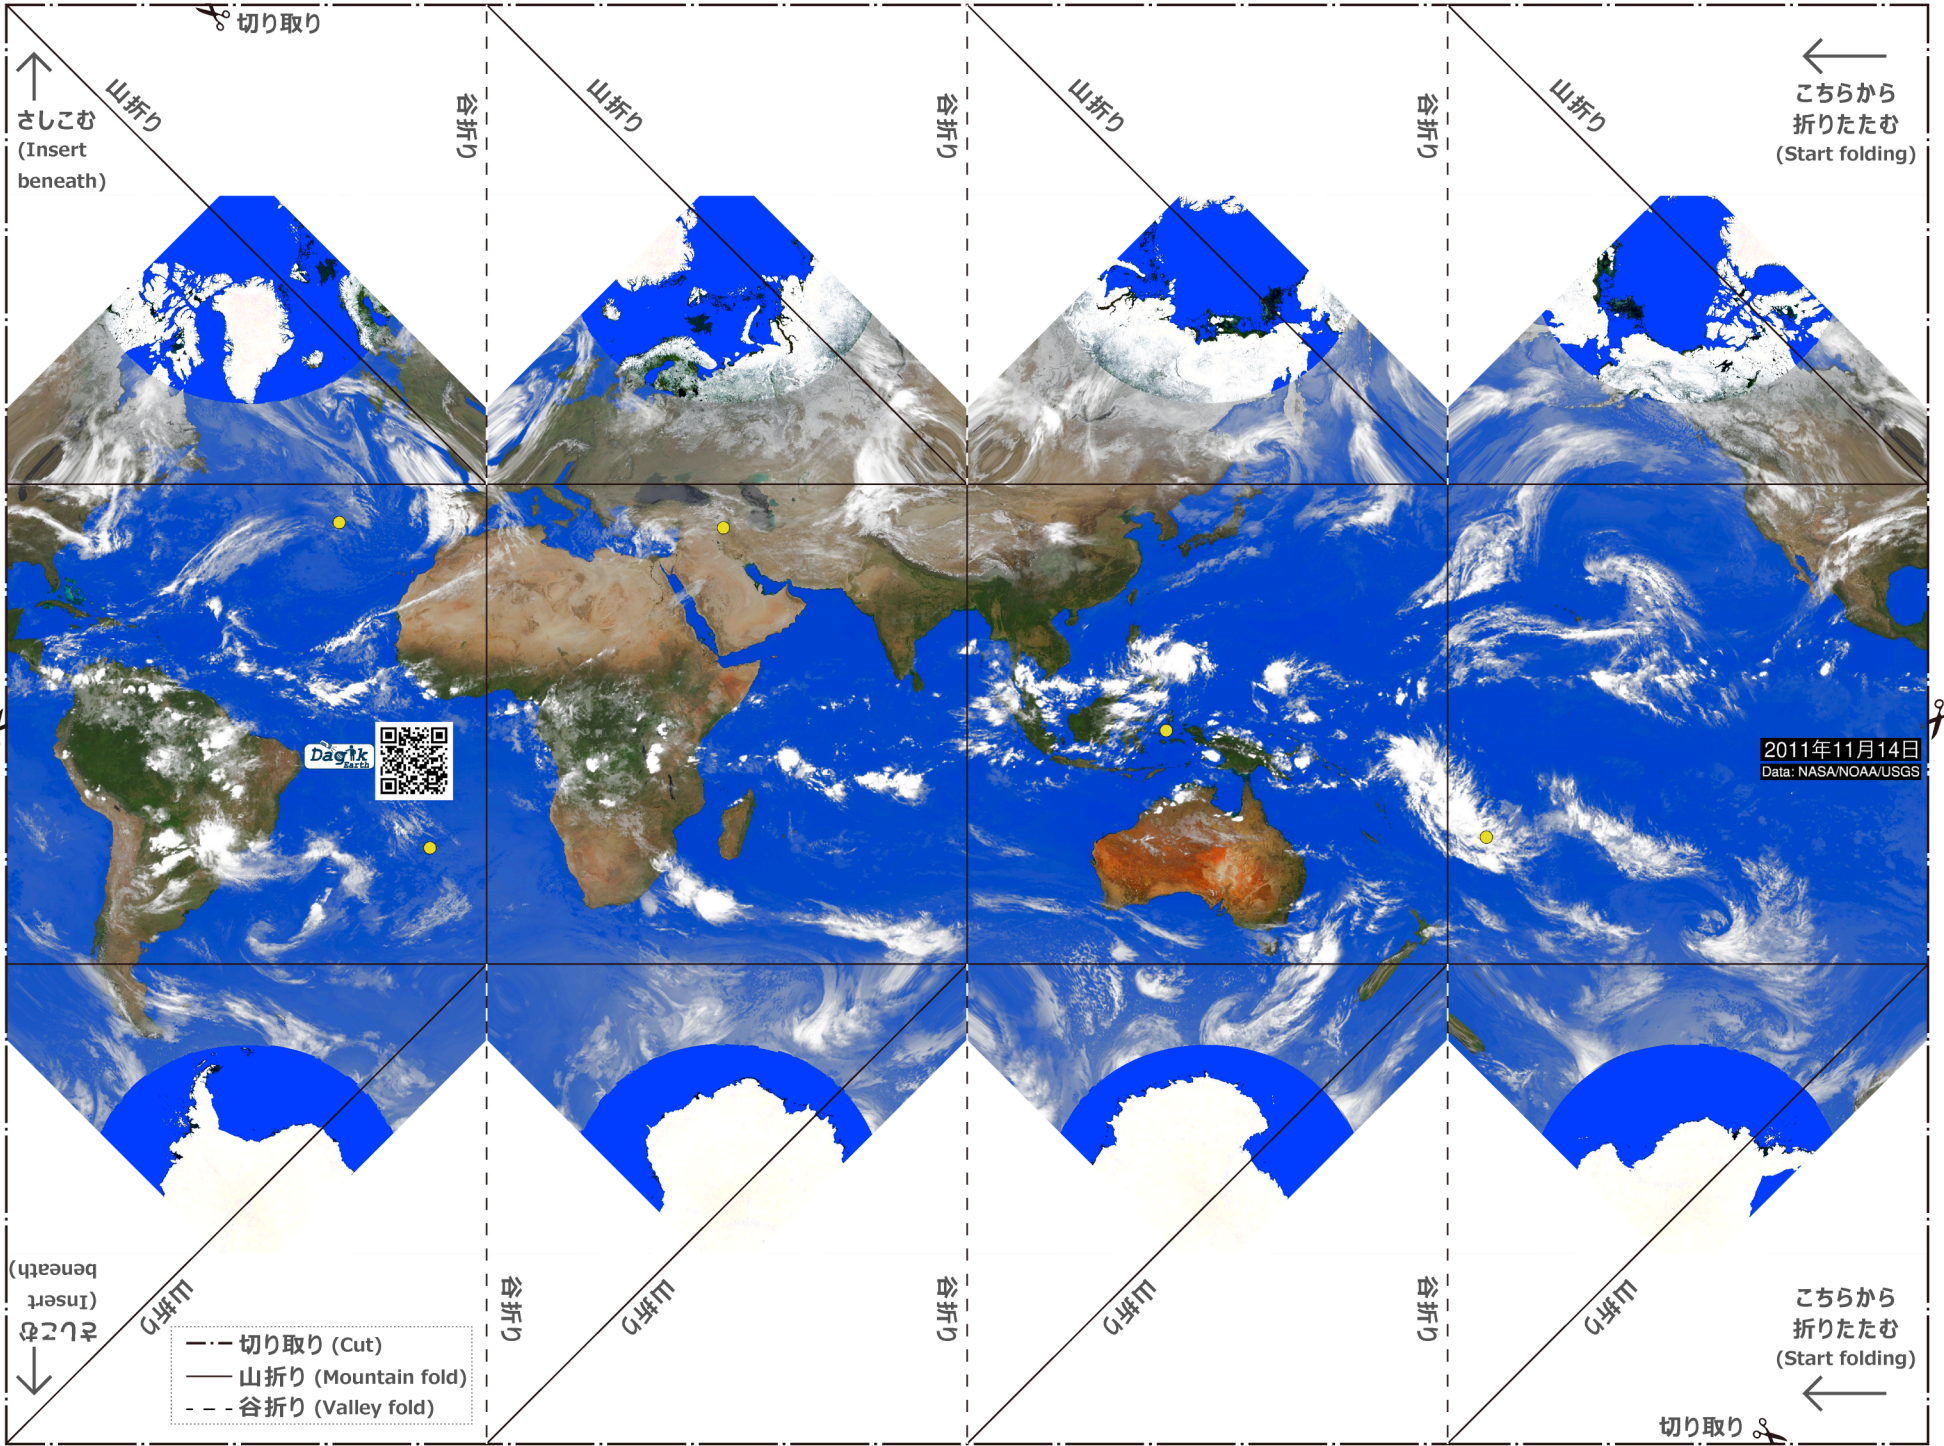 切り取り
山折り
谷折り
山折り
谷折り
山折り
谷折り
山折り
さしこむ
(Insert
beneath)
こちらから
折りたたむ
(Start folding)
Dagik
Earth
2011年11月14日
Data: NASA/NOAA/USGS
さしこむ
(Insert
beneath)
山折り
谷折り
山折り
谷折り
山折り
谷折り
山折り
こちらから
折りたたむ
(Start folding)
切り取り (Cut)
山折り (Mountain fold)
谷折り (Valley fold)
切り取り